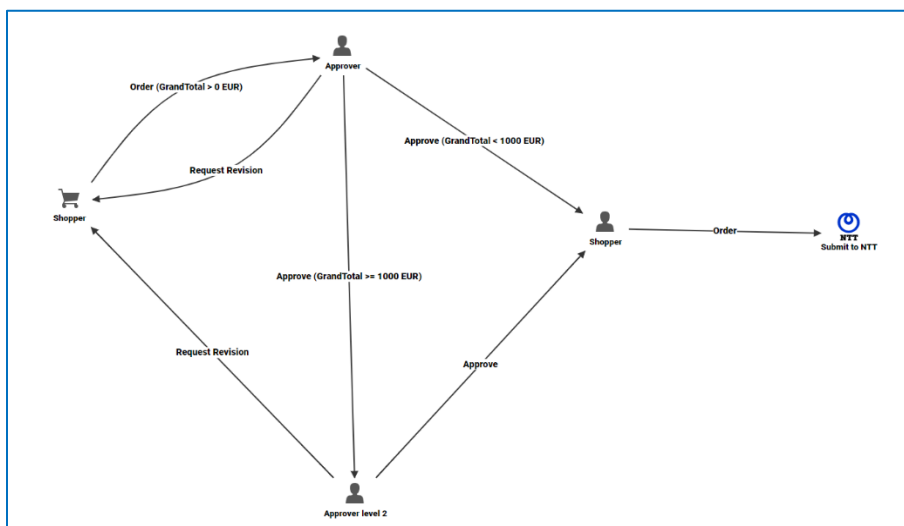 Approver
Order (GrandTotal > 0 EUR)
Approve (GrandTotal < 1000 EUR)
Request Revision
Shopper
Shopper
Order
NTT
Submit to NTT
Approve (GrandTotal >= 1000 EUR)
Request Revision
Approve
Approver level 2